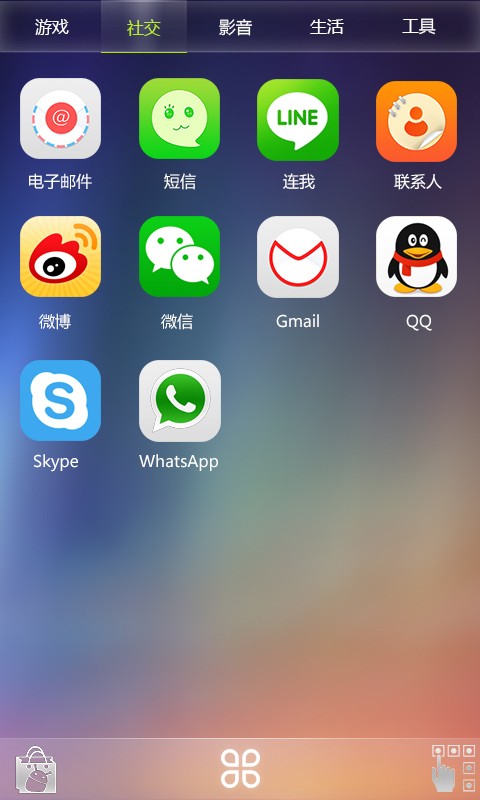 游戏 社交 影音 生活 工具
@ LINE
电子邮件 短信 连我 联系人
微博 微信 Gmail QQ
S
Skype WhatsApp